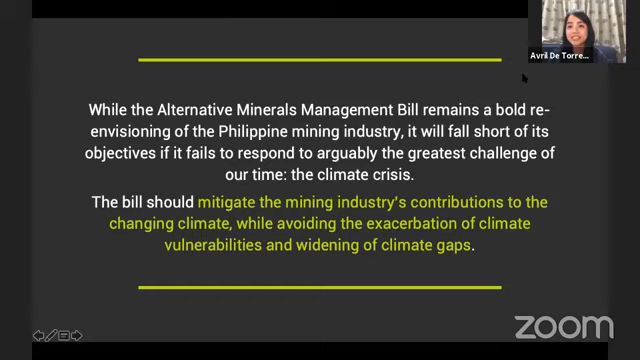 Avril De Torre...
While the Alternative Minerals Management Bill remains a bold re-
envisioning of the Philippine mining industry, it will fall short of its
objectives if it fails to respond to arguably the greatest challenge of
our time: the climate crisis.
The bill should mitigate the mining industry's contributions to the
changing climate, while avoiding the exacerbation of climate
vulnerabilities and widening of climate gaps.
zoom